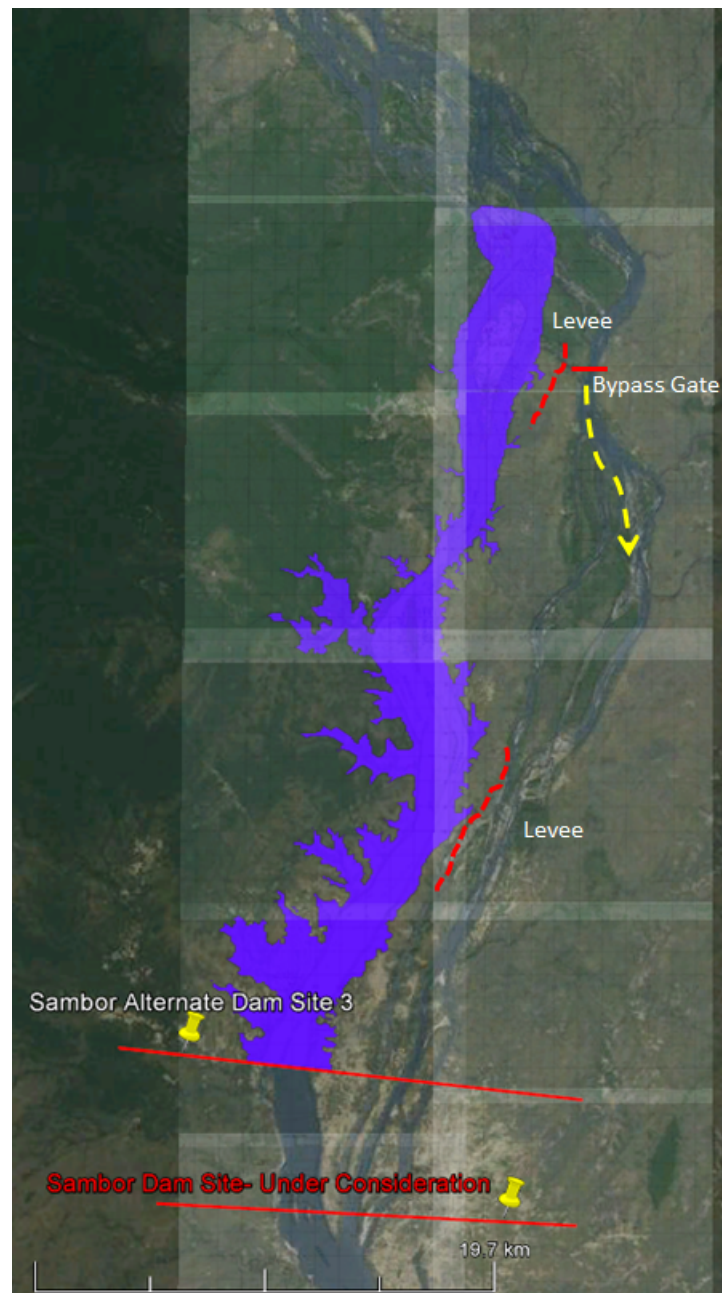 Levee
Bypass Gate
Levee
Sambor Alternate Dam Site 3
Sambor Dam Site- Under Consideration
19.7 km